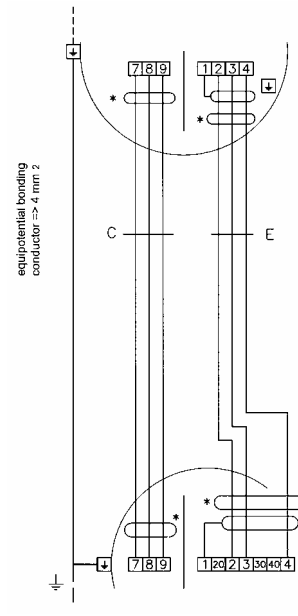 7 8 9 1 2 3 4
*
*
equipotential bonding
conductor => 4 mm 2
C E
*
*
7 8 9 1 20 2 3 30 40 4